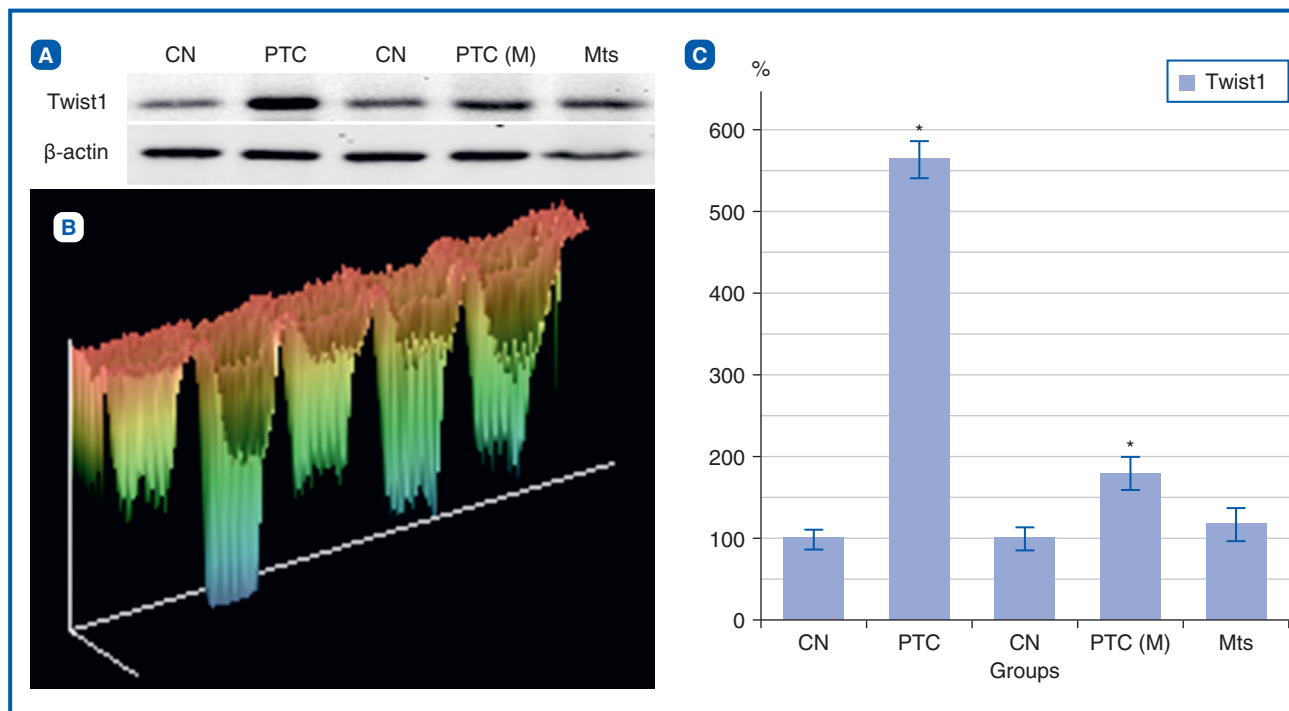 A
CN PTC CN PTC (M) Mts
Twist1
β-actin
B
C
%
Twist1
600
*
500
400
300
200
*
100
0
CN PTC CN PTC (M) Mts
Groups